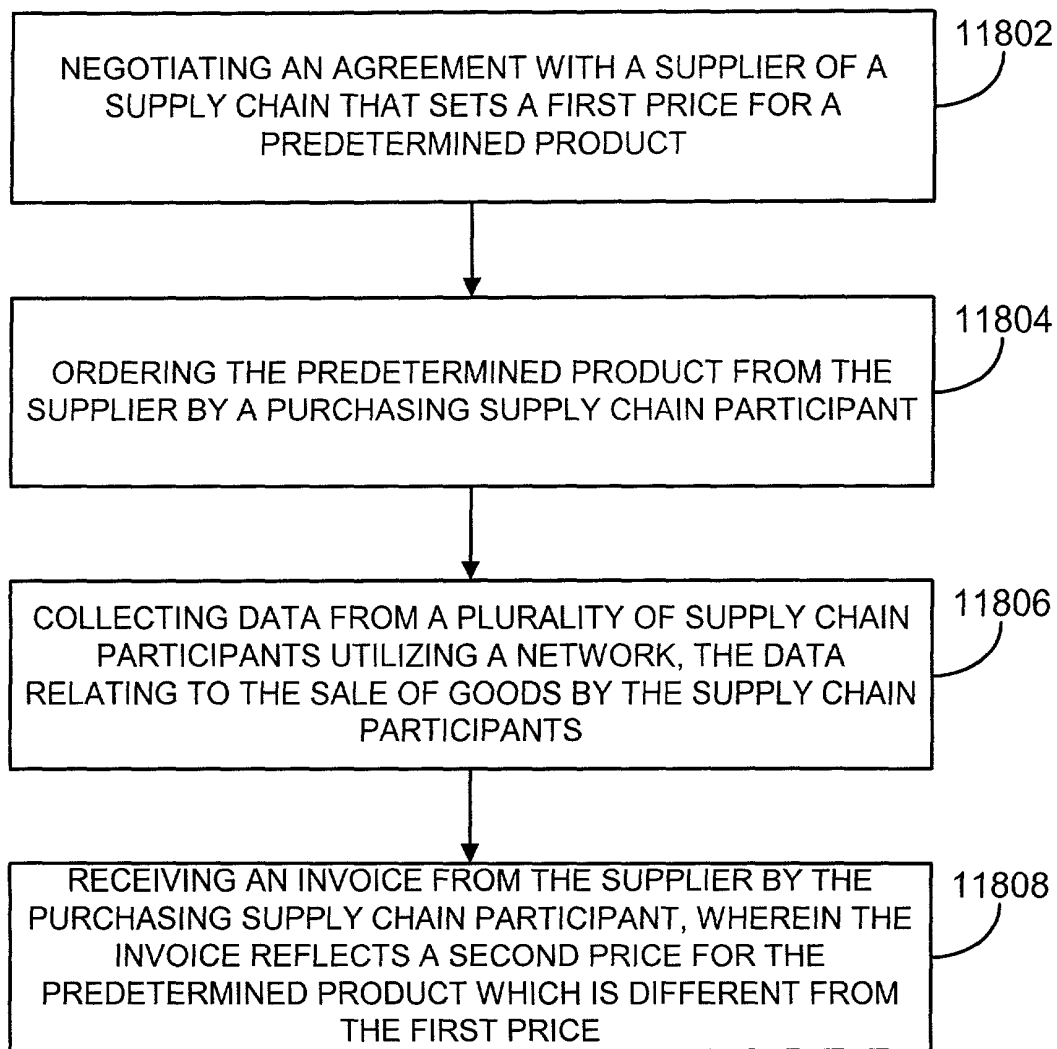 11802
NEGOTIATING AN AGREEMENT WITH A SUPPLIER OF A
SUPPLY CHAIN THAT SETS A FIRST PRICE FOR A
PREDETERMINED PRODUCT
11804
ORDERING THE PREDETERMINED PRODUCT FROM THE
SUPPLIER BY A PURCHASING SUPPLY CHAIN PARTICIPANT
11806
COLLECTING DATA FROM A PLURALITY OF SUPPLY CHAIN
PARTICIPANTS UTILIZING A NETWORK, THE DATA
RELATING TO THE SALE OF GOODS BY THE SUPPLY CHAIN
PARTICIPANTS
11808
RECEIVING AN INVOICE FROM THE SUPPLIER BY THE
PURCHASING SUPPLY CHAIN PARTICIPANT, WHEREIN THE
INVOICE REFLECTS A SECOND PRICE FOR THE
PREDETERMINED PRODUCT WHICH IS DIFFERENT FROM
THE FIRST PRICE